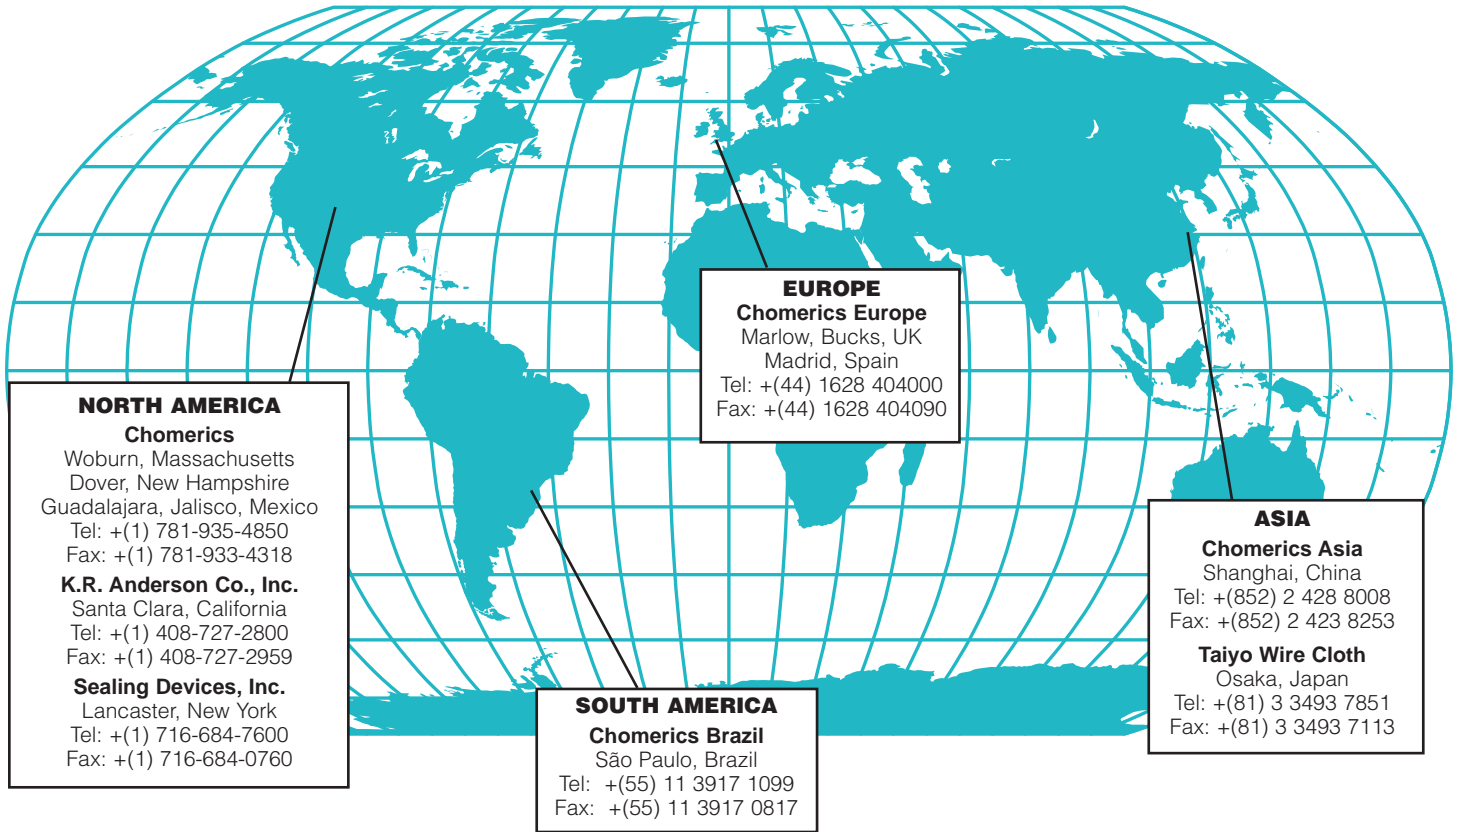 NORTH AMERICA
Chomerics
Woburn, Massachusetts
Dover, New Hampshire
Guadalajara, Jalisco, Mexico
Tel: +(1) 781-935-4850
Fax: +(1) 781-933-4318
K.R. Anderson Co., Inc.
Santa Clara, California
Tel: +(1) 408-727-2800
Fax: +(1) 408-727-2959
Sealing Devices, Inc.
Lancaster, New York
Tel: +(1) 716-684-7600
Fax: +(1) 716-684-0760
SOUTH AMERICA
Chomerics Brazil
São Paulo, Brazil
Tel: +(55) 11 3917 1099
Fax: +(55) 11 3917 0817
EUROPE
Chomerics Europe
Marlow, Bucks, UK
Madrid, Spain
Tel: +(44) 1628 404000
Fax: +(44) 1628 404090
ASIA
Chomerics Asia
Shanghai, China
Tel: +(852) 2 428 8008
Fax: +(852) 2 423 8253
Taiyo Wire Cloth
Osaka, Japan
Tel: +(81) 3 3493 7851
Fax: +(81) 3 3493 7113